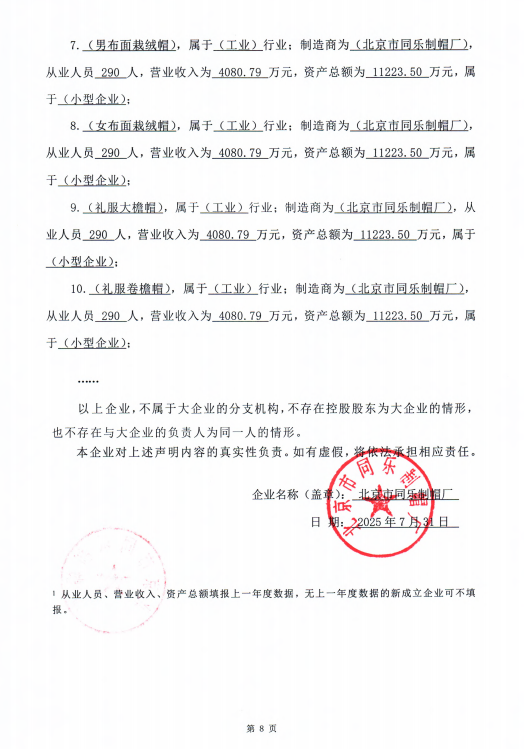 7. （男布面栽绒帽），属于（工业）行业；制造商为（北京市同乐制帽厂），
从业人员 290 人，营业收入为 4080.79 万元，资产总额为 11223.50 万元，属
于（小型企业）；
8. （女布面栽绒帽），属于（工业）行业；制造商为（北京市同乐制帽厂），
从业人员 290 人，营业收入为 4080.79 万元，资产总额为 11223.50 万元，属
于（小型企业）；
9. （礼服大檐帽），属于（工业）行业；制造商为（北京市同乐制帽厂），从
业人员 290 人，营业收入为 4080.79 万元，资产总额为 11223.50 万元，属于
（小型企业）；
10. （礼服卷檐帽），属于（工业）行业；制造商为（北京市同乐制帽厂），
从业人员 290 人，营业收入为 4080.79 万元，资产总额为 11223.50 万元，属
于（小型企业）；
……
以上企业，不属于大企业的分支机构，不存在控股股东为大企业的情形，
也不存在与大企业的负责人为同一人的情形。
本企业对上述声明内容的真实性负责。如有虚假，将依法承担相应责任。
北京市同乐制帽厂
企业名称（盖章）：北京市同乐制帽厂
日 期：2025年7月31日
1 从业人员、营业收入、资产总额填报上一年度数据，无上一年度数据的新成立企业可不填
报。
第 8 页